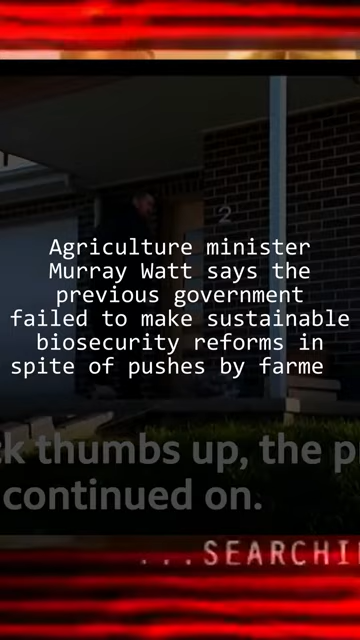 2
Agriculture minister
Murray Watt says the
previous government
failed to make sustainable
biosecurity reforms in
spite of pushes by farme
ck thumbs up, the p
continued on.
...SEARCHI